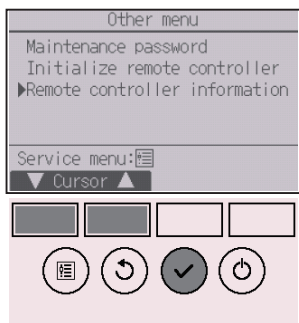 Other menu
Maintenance password
Initialize remote controller
▶Remote controller information
Service menu:
▼ Cursor ▲